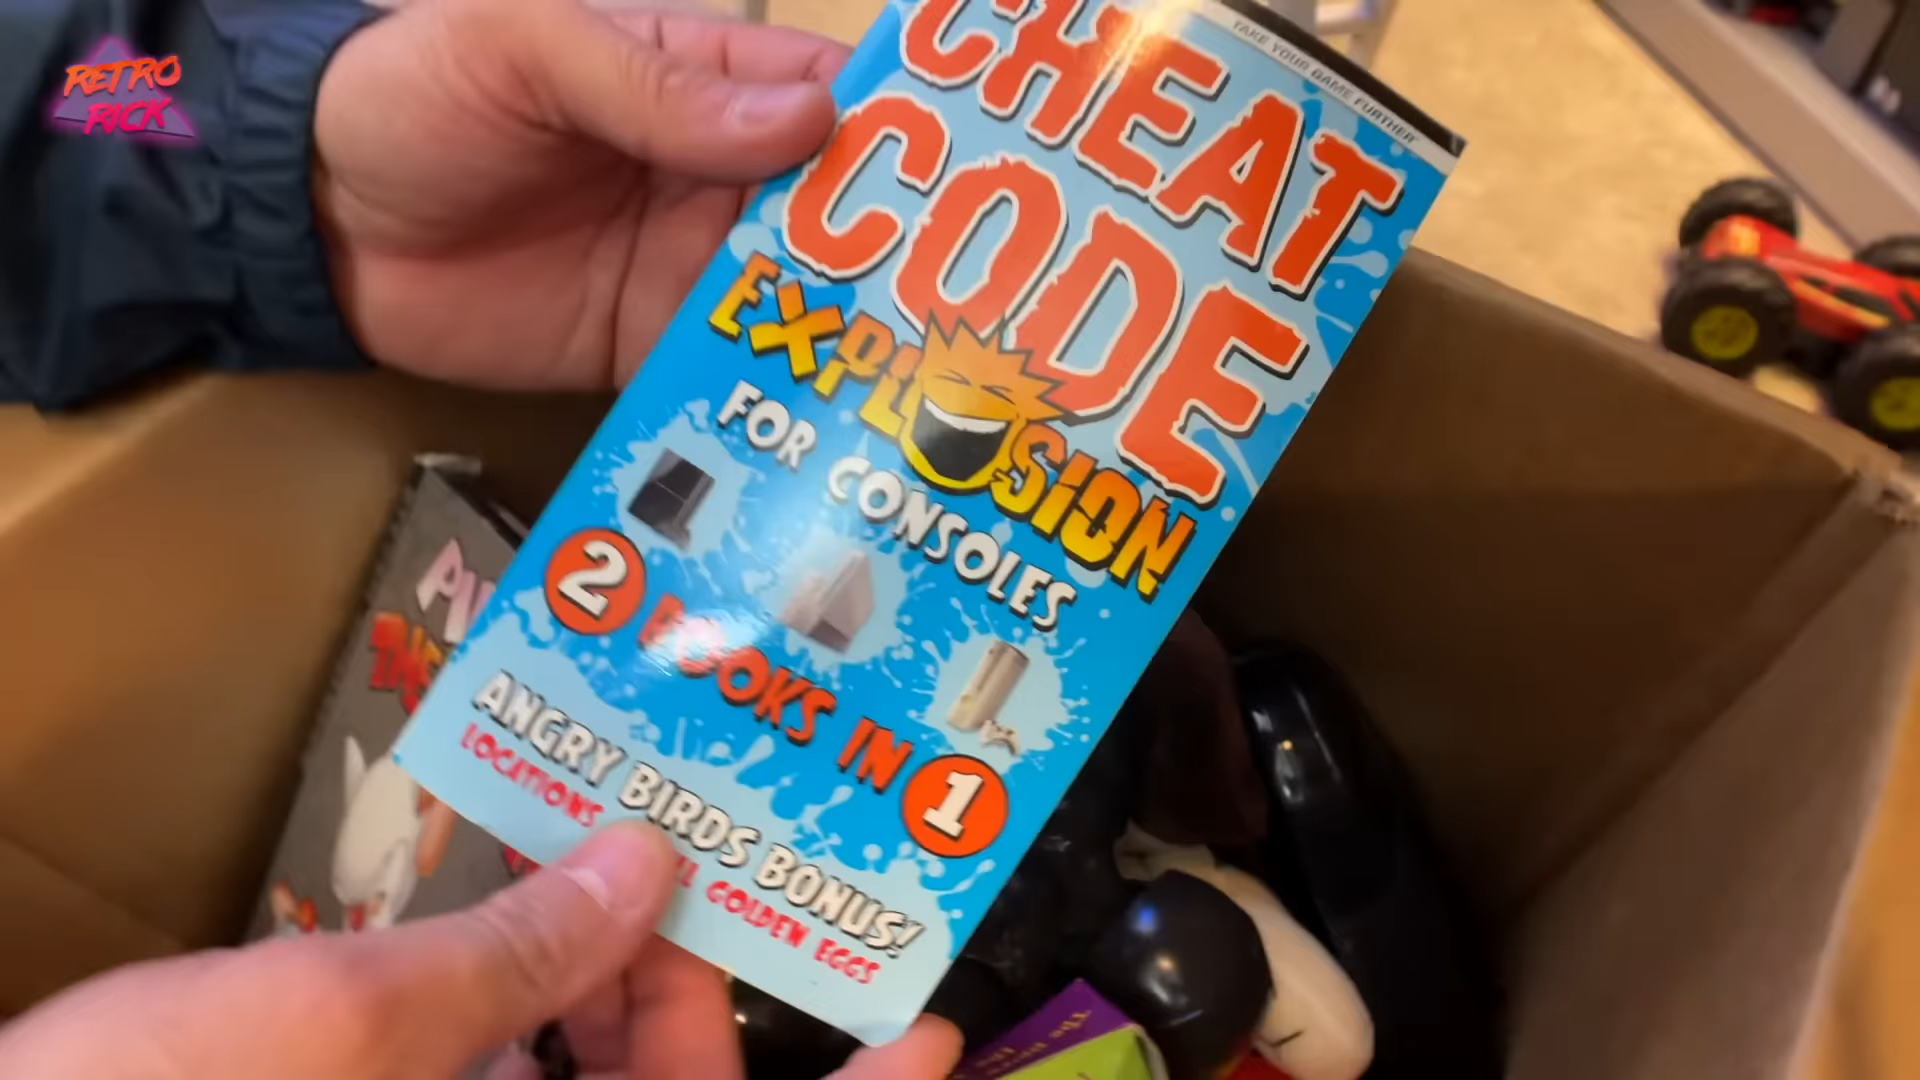 RETRO
RICK
TAKE YOUR GAME FURTHER
CHEAT
CODE
EXPLOSION
FOR CONSOLES
2 BOOKS IN 1
ANGRY BIRDS BONUS!
LOCATIONS
GOLDEN EGGS